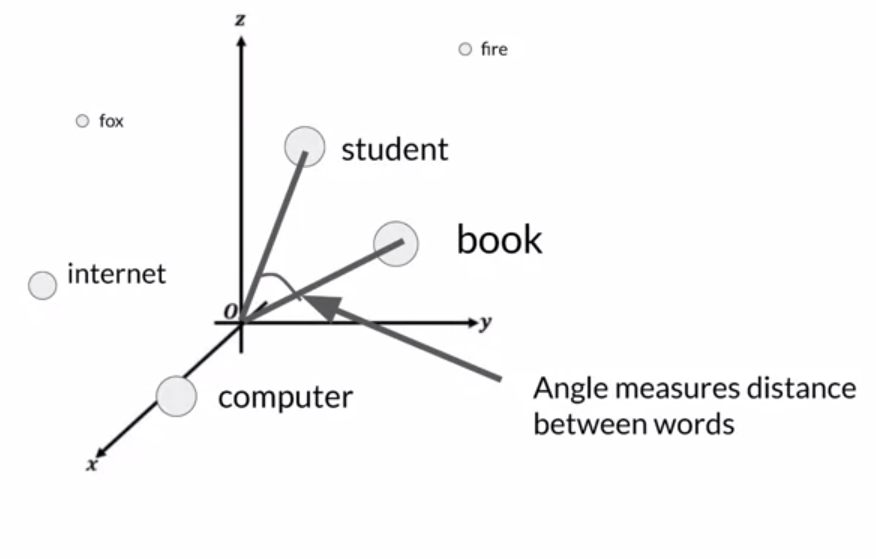 z
fire
fox
student
book
internet
O
y
computer
Angle measures distance
between words
x